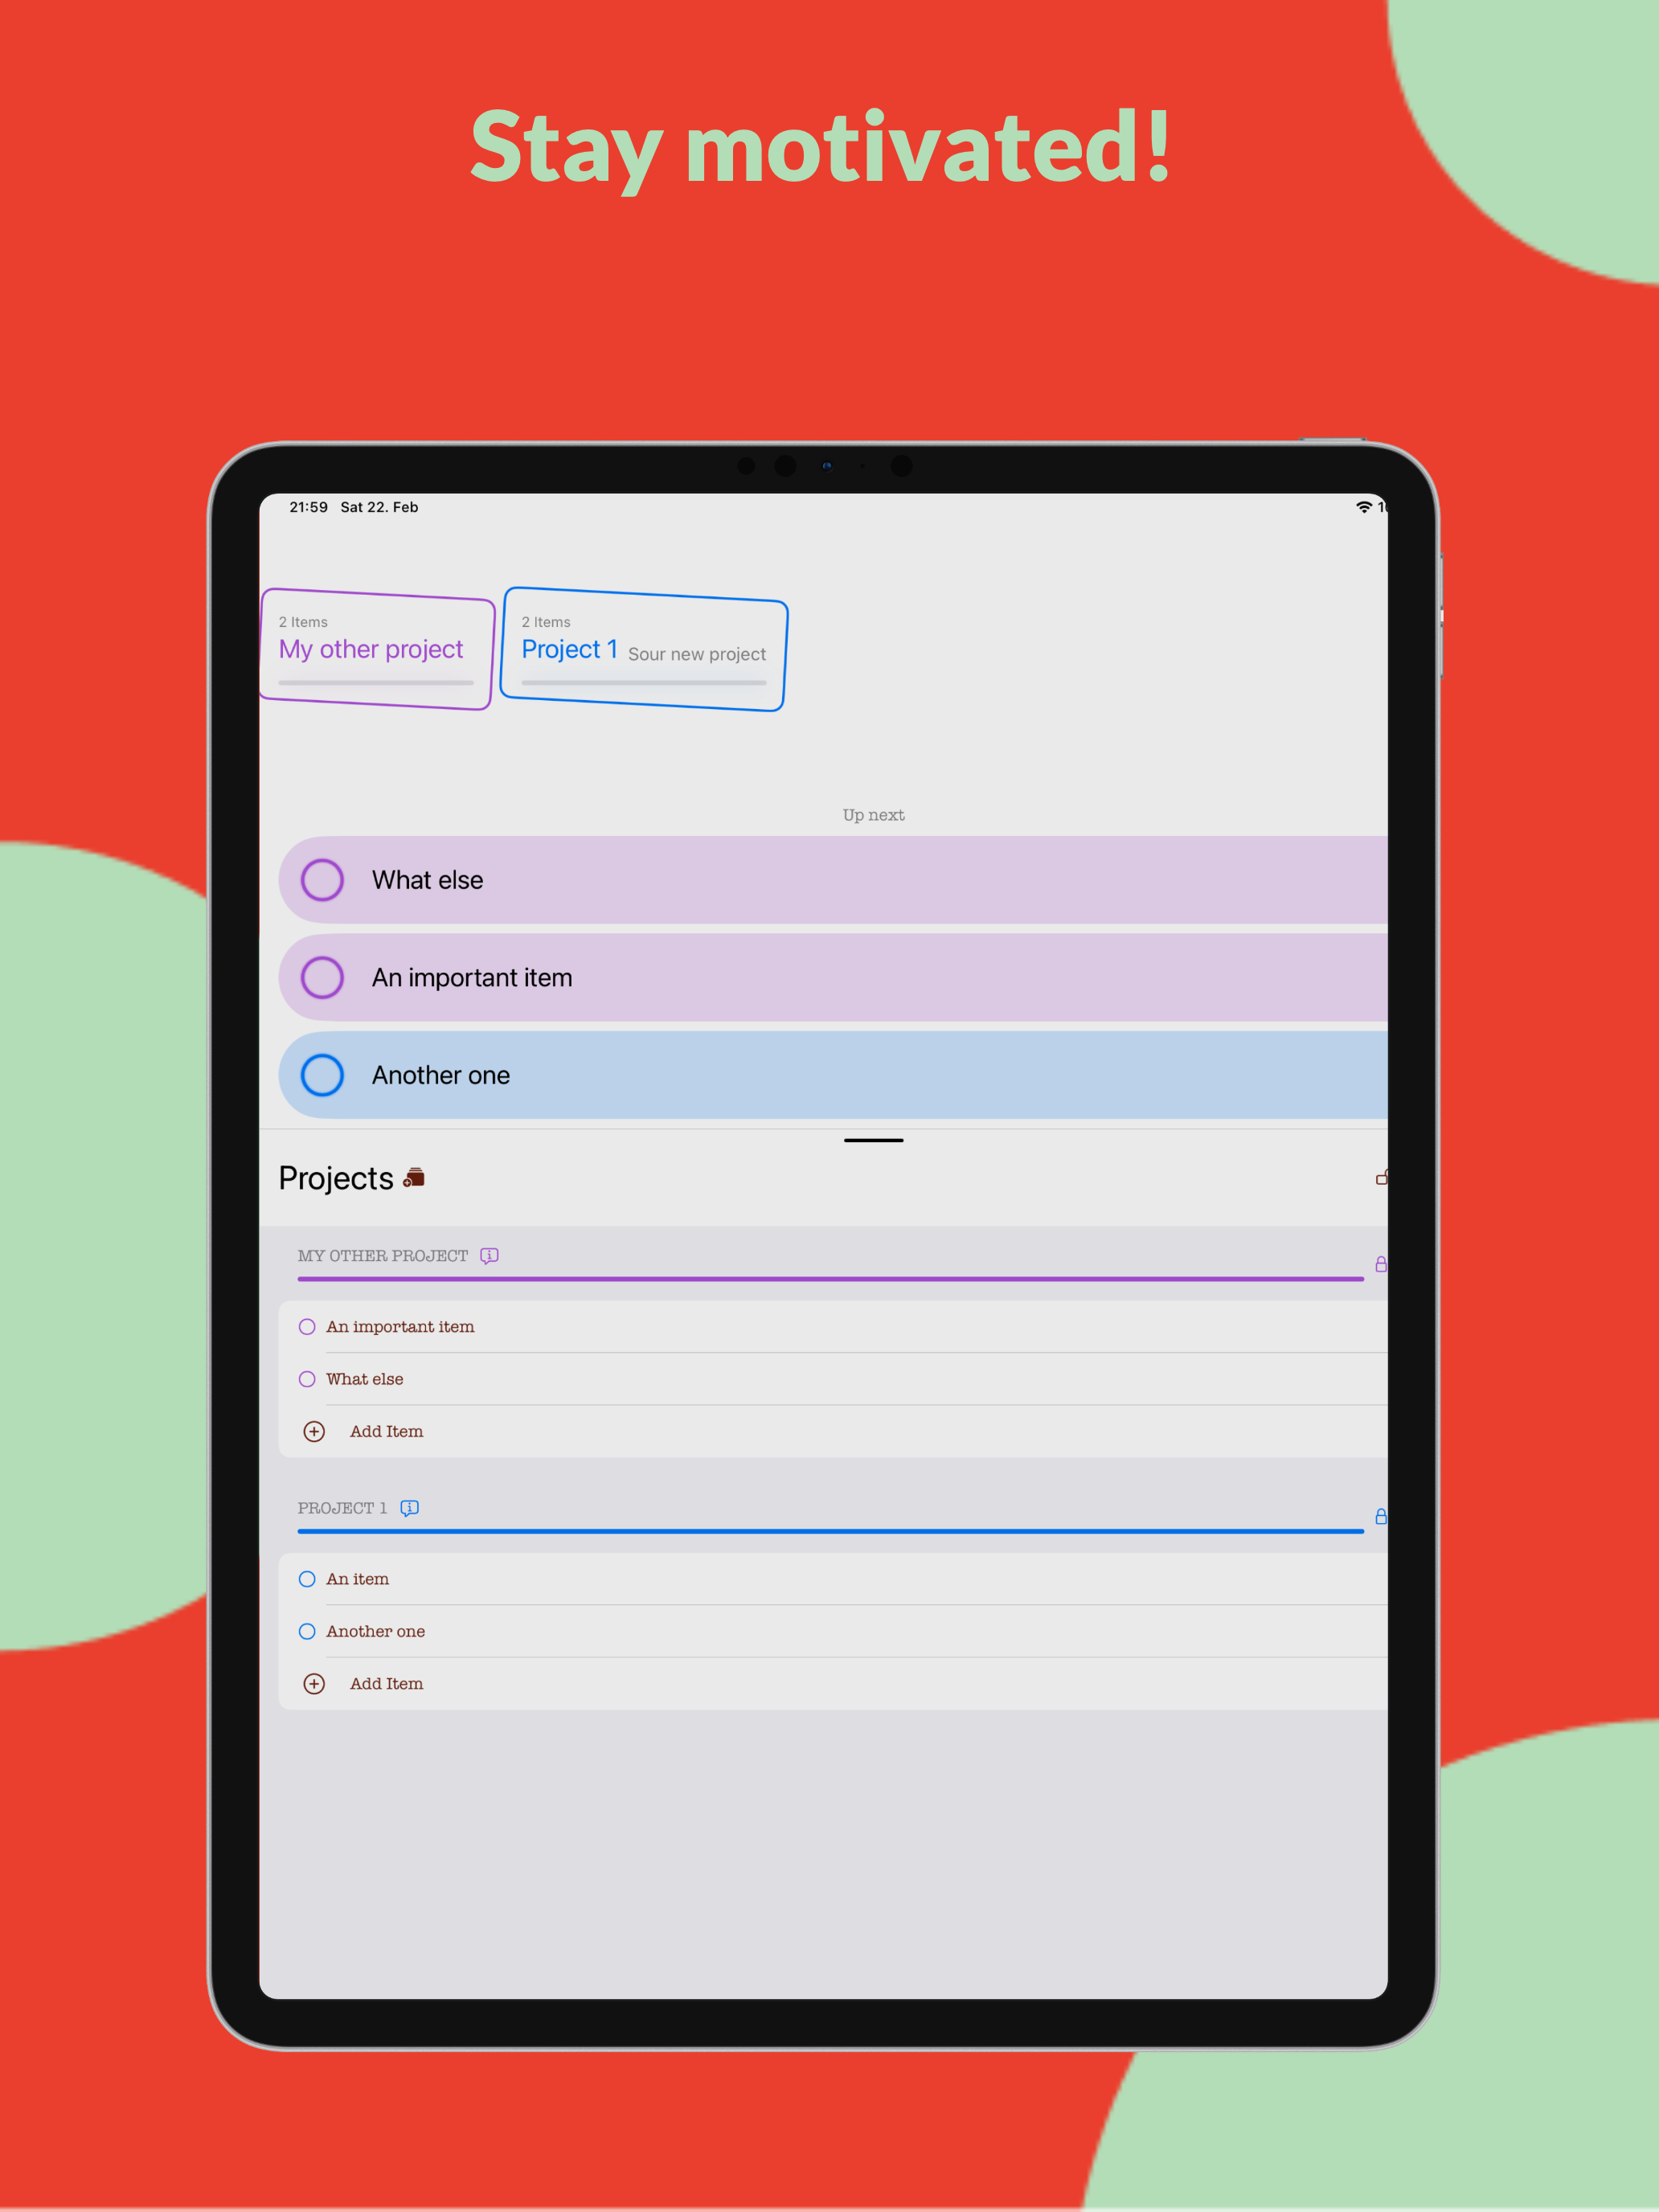 Stay motivated!
21:59 Sat 22. Feb
2 Items
My other project
2 Items
Project 1 Sour new project
Up next
What else
An important item
Another one
Projects
MY OTHER PROJECT
An important item
What else
Add Item
PROJECT 1
An item
Another one
Add Item